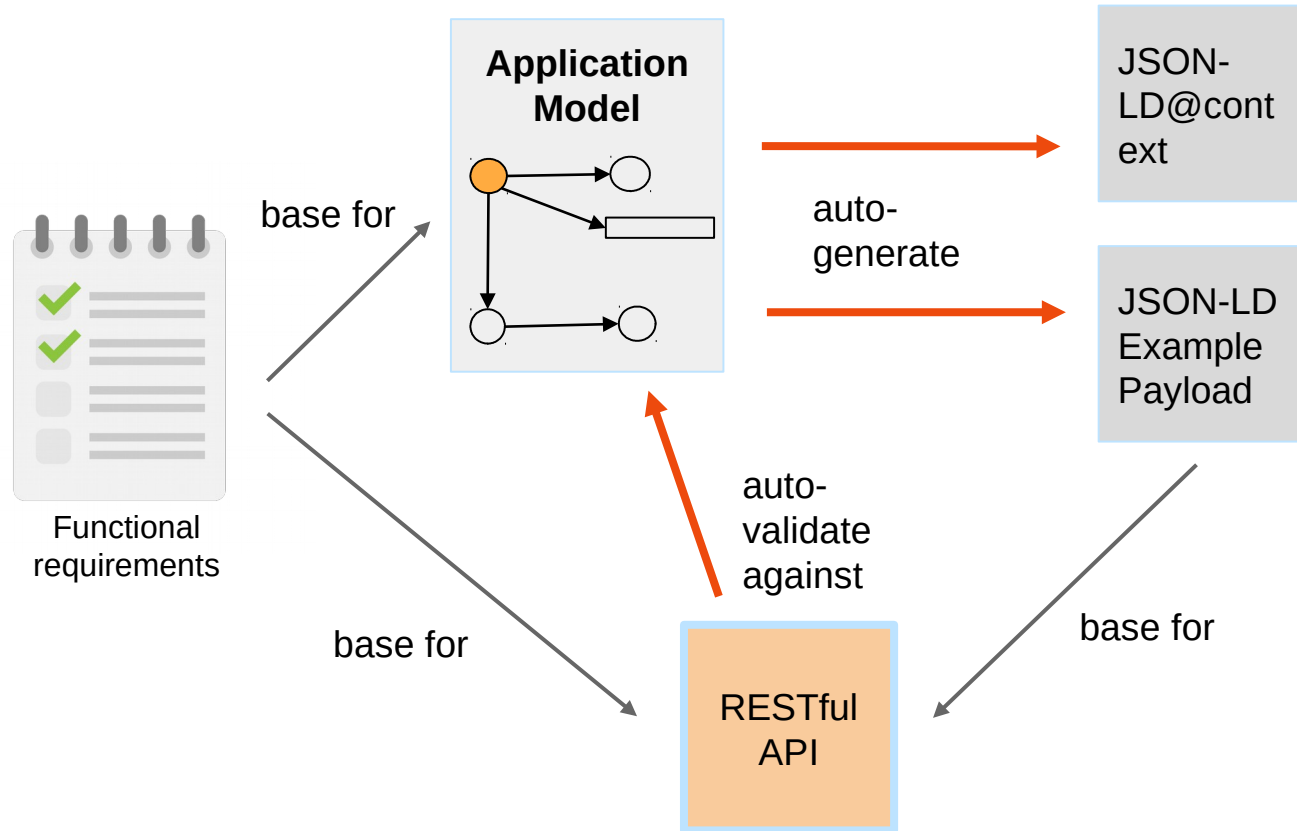 Application
Model
JSON-
LD@cont
ext
base for
auto-
generate
JSON-LD
Example
Payload
auto-
validate
against
Functional
requirements
base for
base for
RESTful
API